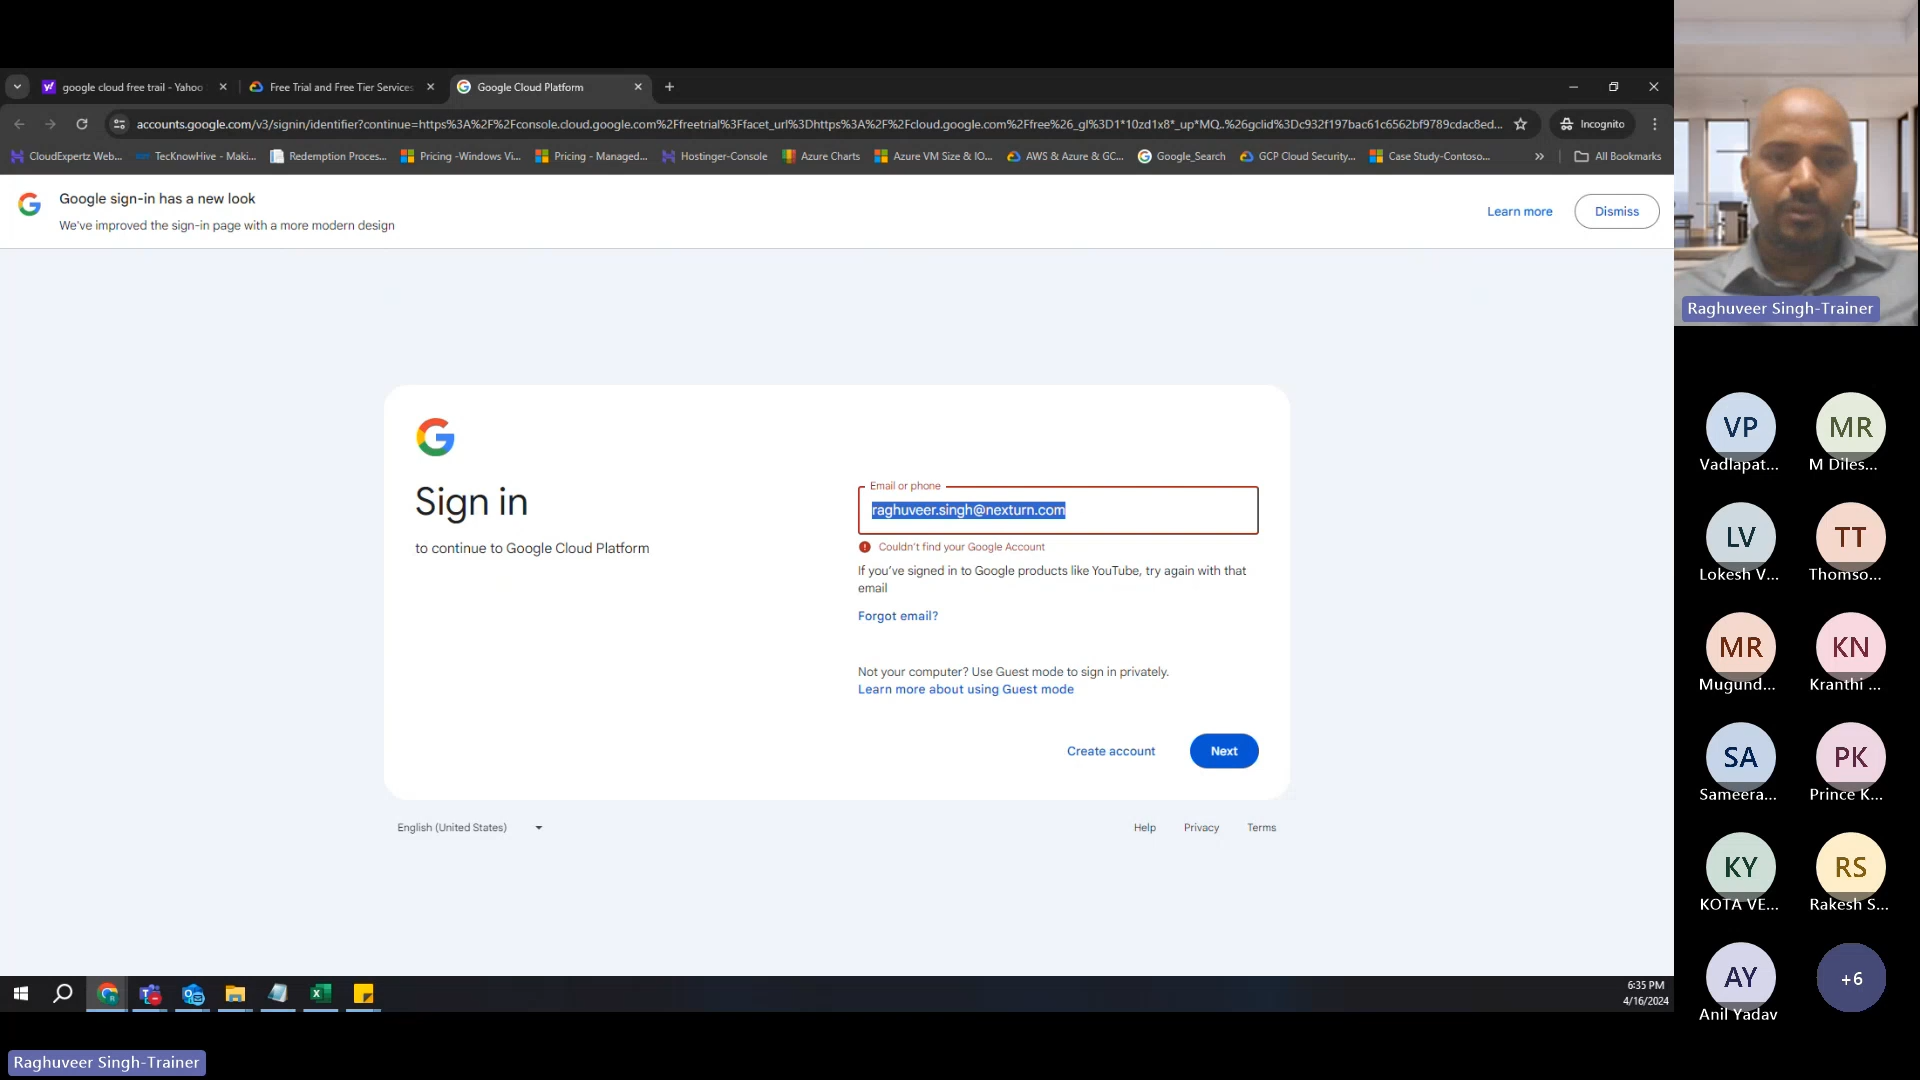 google cloud free trail - Yahoo
Free Trial and Free Tier Services
Google Cloud Platform
accounts.google.com/v3/signin/identifier?continue=https%3A%2F%2Fconsole.cloud.google.com%2Ffreetrial%3Ffacet_url%3Dhttps%3A%2F%2Fcloud.google.com%2Ffree%26_gl%3D1*10zd1x8*_up*MQ..%26gclid%3Dc932f197bac61c6562bf9789cdac8ed...
Incognito
CloudExpertz Web...
TecKnowHive - Maki...
Redemption Proces...
Pricing -Windows Vi...
Pricing - Managed...
Hostinger-Console
Azure Charts
Azure VM Size & IO...
AWS & Azure & GC...
Google_Search
GCP Cloud Security...
Case Study-Contoso...
All Bookmarks
Google sign-in has a new look
We've improved the sign-in page with a more modern design
Learn more
Dismiss
Sign in
to continue to Google Cloud Platform
Email or phone
raghuveer.singh@nexturn.com
Couldn't find your Google Account
If you've signed in to Google products like YouTube, try again with that
email
Forgot email?
Not your computer? Use Guest mode to sign in privately.
Learn more about using Guest mode
Create account
Next
English (United States)
Help
Privacy
Terms
6:35 PM
4/16/2024
Raghuveer Singh-Trainer
Raghuveer Singh-Trainer
VP
Vadlapat...
MR
M Diles...
LV
Lokesh V...
TT
Thomso...
MR
Mugund...
KN
Kranthi ...
SA
Sameera...
PK
Prince K...
KY
KOTA VE...
RS
Rakesh S...
AY
Anil Yadav
+6